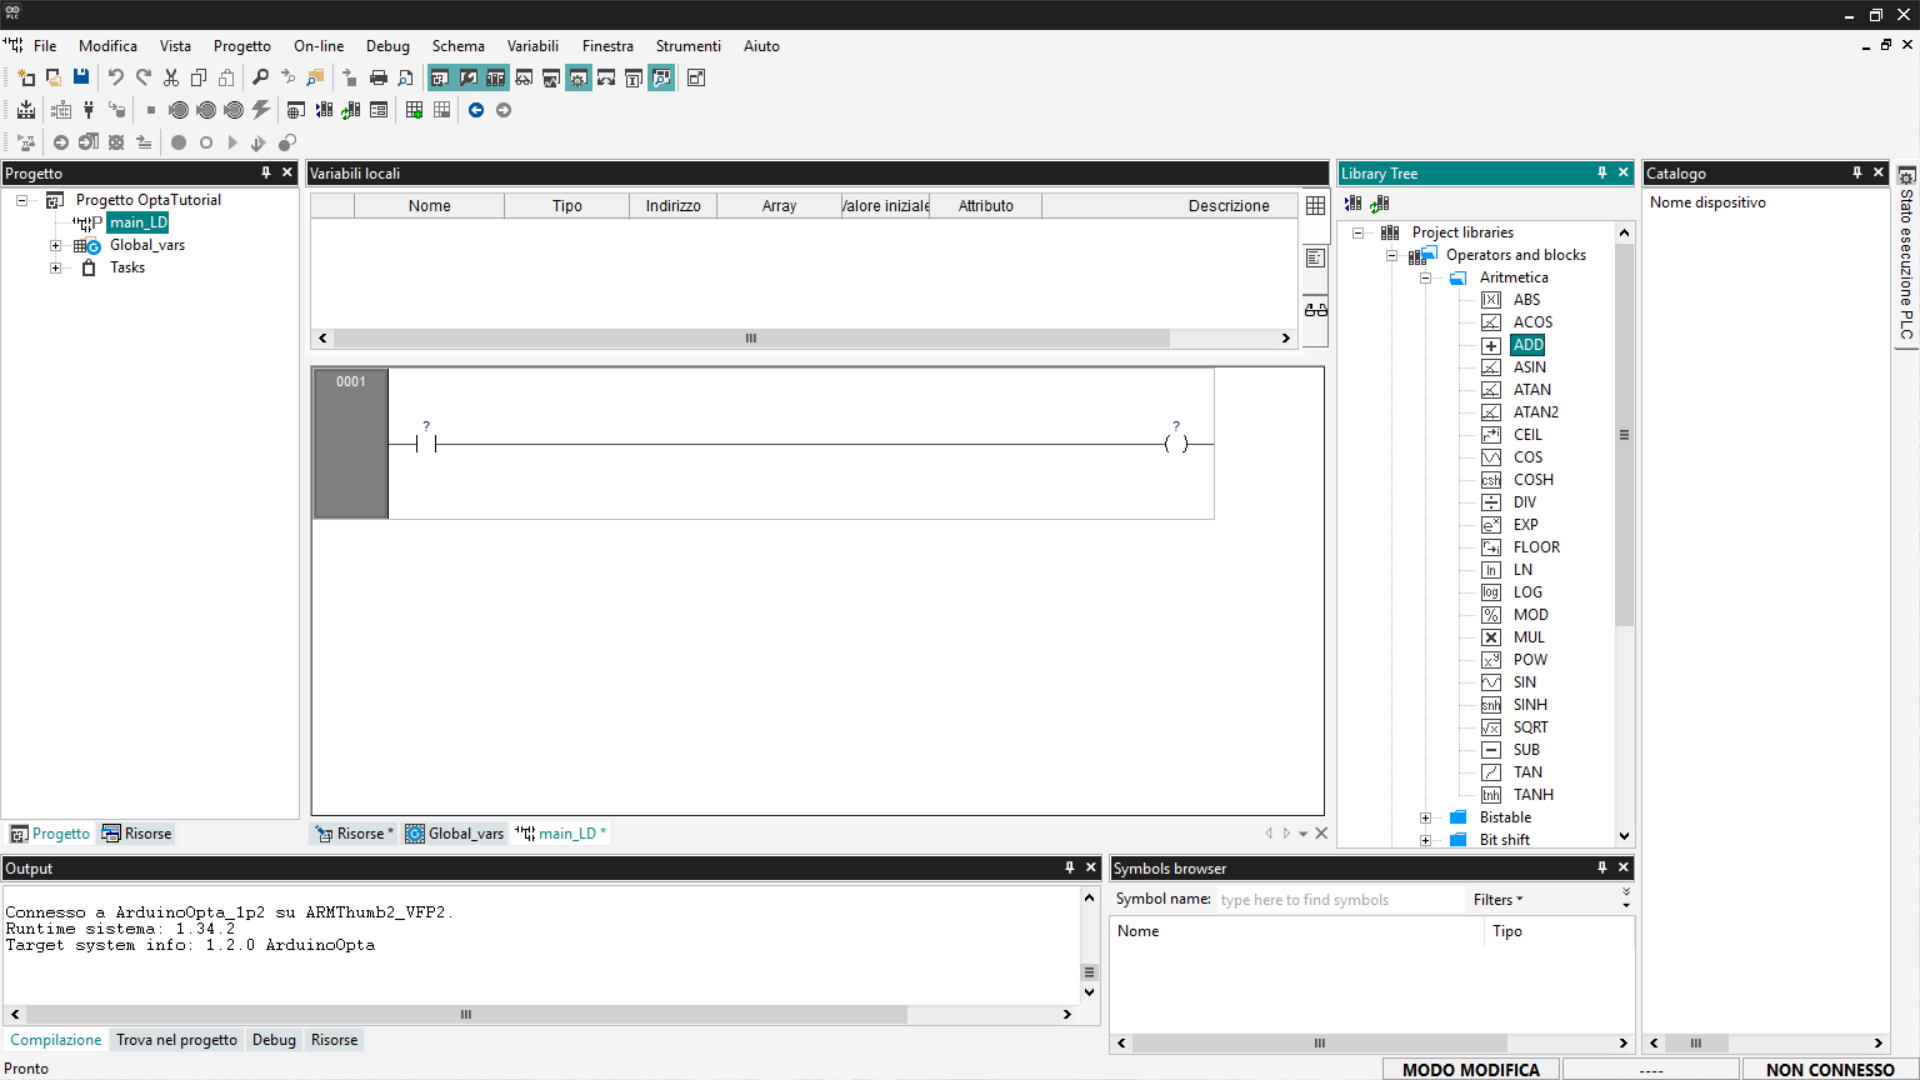 PLC
File Modifica Vista Progetto On-line Debug Schema Variabili Finestra Strumenti Aiuto
Progetto
Progetto OptaTutorial
main_LD
Global_vars
Tasks
Progetto Risorse
Variabili locali
Nome Tipo Indirizzo Array Valore iniziale Attributo Descrizione
0001
? ?
Risorse * Global_vars main_LD *
Library Tree
Project libraries
Operators and blocks
Aritmetica
ABS
ACOS
ADD
ASIN
ATAN
ATAN2
CEIL
COS
csh COSH
DIV
EXP
FLOOR
ln LN
log LOG
MOD
MUL
POW
SIN
snh SINH
SQRT
SUB
TAN
tnh TANH
Bistable
Bit shift
Catalogo
Nome dispositivo
Stato esecuzione PLC
Output
Connesso a ArduinoOpta_1p2 su ARMThumb2_VFP2.
Runtime sistema: 1.34.2
Target system info: 1.2.0 ArduinoOpta
Compilazione Trova nel progetto Debug Risorse
Symbols browser
Symbol name: type here to find symbols Filters
Nome Tipo
Pronto
MODO MODIFICA ---- NON CONNESSO